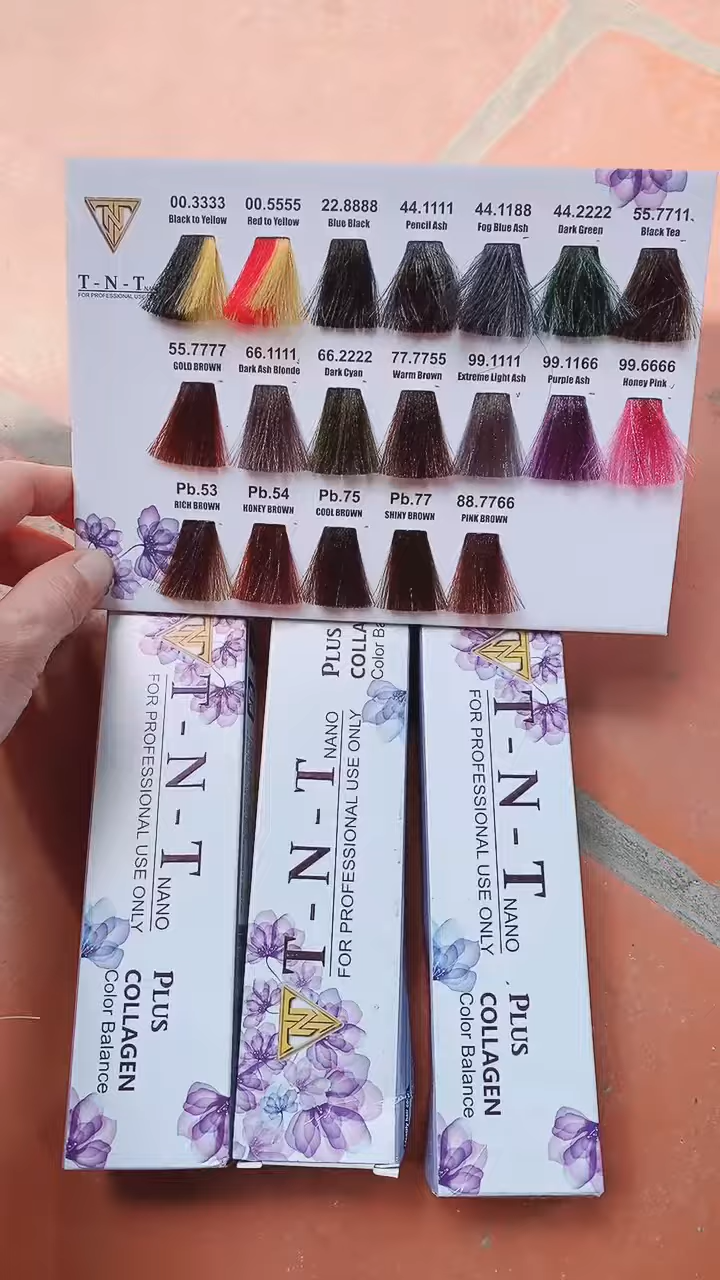 00.3333 00.5555 22.8888 44.1111 44.1188 44.2222 55.7711
Black to Yellow Red to Yellow Blue Black Pencil Ash Fog Blue Ash Dark Green Black Tea
T-N-T
FOR PROFESSIONAL USE
55.7777 66.1111 66.2222 77.7755 99.1111 99.1166 99.6666
GOLD BROWN Dark Ash Blonde Dark Cyan Warm Brown Extreme Light Ash Purple Ash Honey Pink
Pb.53 Pb.54 Pb.75 Pb.77 88.7766
RICH BROWN HONEY BROWN COOL BROWN SHINY BROWN PINK BROWN
T-N-T NANO
FOR PROFESSIONAL USE ONLY
PLUS
COLLAGEN
Color Balance
PLUS
COLLA
Color Ba
T-N-T NANO
FOR PROFESSIONAL USE ONLY
T-N-T NANO
FOR PROFESSIONAL USE ONLY
PLUS
COLLAGEN
Color Balance